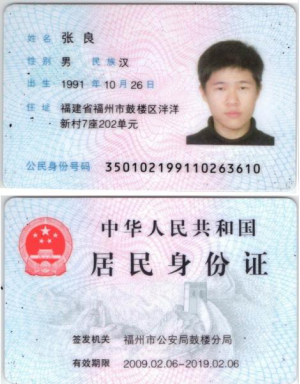 姓名 张良
性别 男 民族 汉
出生 1991 年 10 月 26 日
住址 福建省福州市鼓楼区泮洋
新村7座202单元
公民身份号码 350102199110263610
中华人民共和国
居民身份证
签发机关 福州市公安局鼓楼分局
有效期限 2009.02.06-2019.02.06